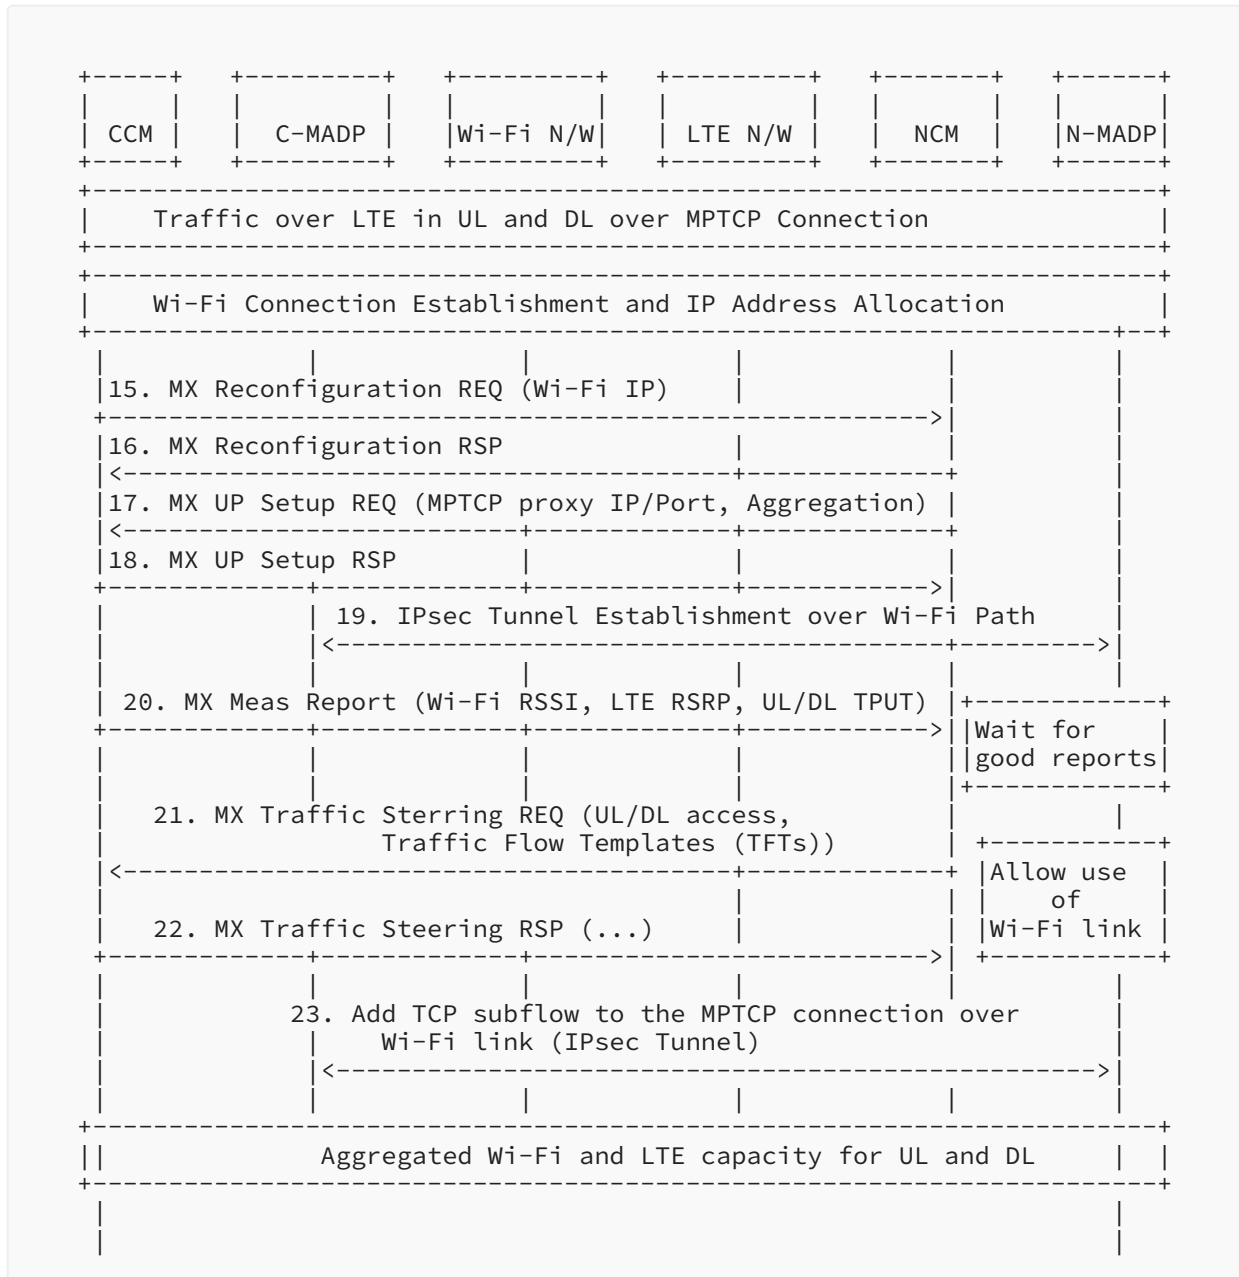 CCM C-MADP Wi-Fi N/W LTE N/W NCM N-MADP
Traffic over LTE in UL and DL over MPTCP Connection
Wi-Fi Connection Establishment and IP Address Allocation
15. MX Reconfiguration REQ (Wi-Fi IP)
16. MX Reconfiguration RSP
17. MX UP Setup REQ (MPTCP proxy IP/Port, Aggregation)
18. MX UP Setup RSP
19. IPsec Tunnel Establishment over Wi-Fi Path
20. MX Meas Report (Wi-Fi RSSI, LTE RSRP, UL/DL TPUT)
Wait for
good reports
21. MX Traffic Sterring REQ (UL/DL access,
Traffic Flow Templates (TFTs))
Allow use
of
22. MX Traffic Steering RSP (...) Wi-Fi link
23. Add TCP subflow to the MPTCP connection over
Wi-Fi link (IPsec Tunnel)
Aggregated Wi-Fi and LTE capacity for UL and DL